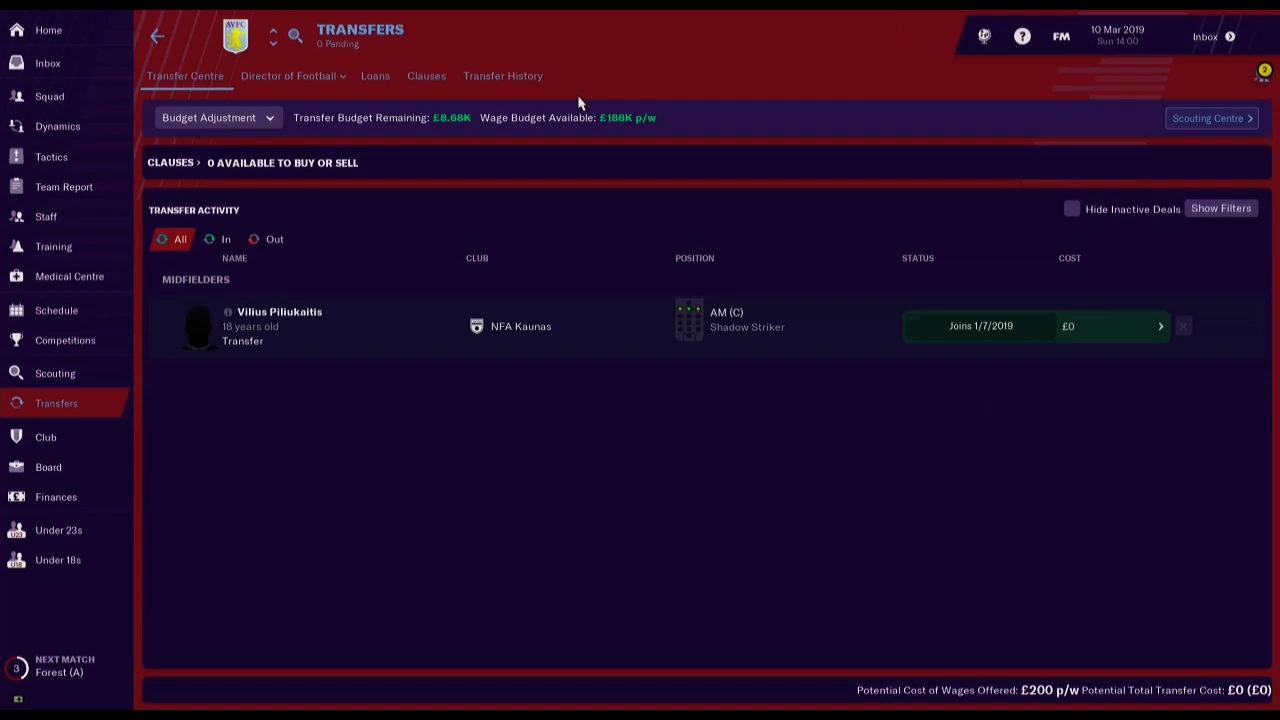 Home
Inbox
Squad
Dynamics
Tactics
Team Report
Staff
Training
Medical Centre
Schedule
Competitions
Scouting
Transfers
Club
Board
Finances
U23
Under 23s
U18
Under 18s
3
NEXT MATCH
Forest (A)
AVFC
TRANSFERS
0 Pending
?
FM
10 Mar 2019
Sun 14:00
Inbox
2
Transfer Centre Director of Football Loans Clauses Transfer History
Budget Adjustment Transfer Budget Remaining: £8.68K Wage Budget Available: £188K p/w Scouting Centre >
CLAUSES > 0 AVAILABLE TO BUY OR SELL
TRANSFER ACTIVITY Hide Inactive Deals Show Filters
All In Out
NAME CLUB POSITION STATUS COST
MIDFIELDERS
Vilius Piliukaitis
18 years old
Transfer
NFA Kaunas
AM (C)
Shadow Striker
Joins 1/7/2019 £0
Potential Cost of Wages Offered: £200 p/w Potential Total Transfer Cost: £0 (£0)